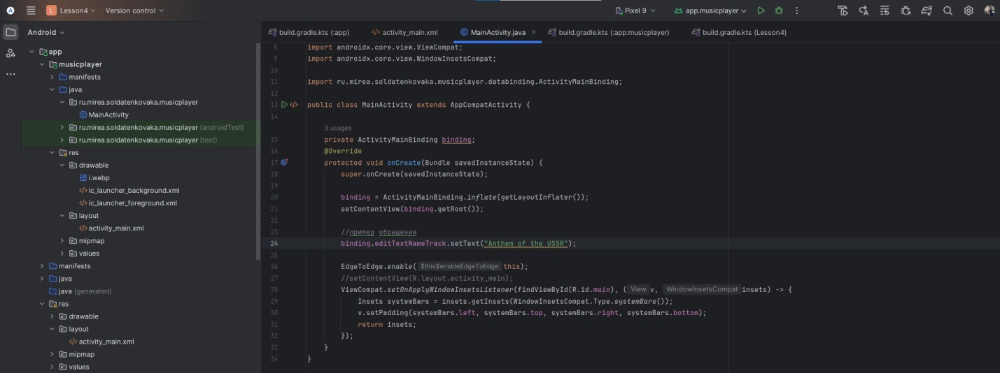 L Lesson4 Version control Pixel 9 app.musicplayer
Android build.gradle.kts (:app) activity_main.xml MainActivity.java build.gradle.kts (:app:musicplayer) build.gradle.kts (Lesson4)
app
musicplayer
manifests
java
ru.mirea.soldatenkovaka.musicplayer
MainActivity
ru.mirea.soldatenkovaka.musicplayer (androidTest)
ru.mirea.soldatenkovaka.musicplayer (test)
res
drawable
i.webp
ic_launcher_background.xml
ic_launcher_foreground.xml
layout
activity_main.xml
mipmap
values
manifests
java
java (generated)
res
drawable
layout
activity_main.xml
mipmap
values
8 import androidx.core.view.ViewCompat;
9 import androidx.core.view.WindowInsetsCompat;
10
11 import ru.mirea.soldatenkovaka.musicplayer.databinding.ActivityMainBinding;
12
13 public class MainActivity extends AppCompatActivity {
14
3 usages
15 private ActivityMainBinding binding;
16 @Override
17 protected void onCreate(Bundle savedInstanceState) {
18 super.onCreate(savedInstanceState);
19
20 binding = ActivityMainBinding.inflate(getLayoutInflater());
21 setContentView(binding.getRoot());
22
23 //пример обращения
24 binding.editTextNameTrack.setText("Anthem of the USSR");
25
26 EdgeToEdge.enable( $this$enableEdgeToEdge: this);
27 //setContentView(R.layout.activity_main);
28 ViewCompat.setOnApplyWindowInsetsListener(findViewById(R.id.main), ( View v, WindowInsetsCompat insets) -> {
29 Insets systemBars = insets.getInsets(WindowInsetsCompat.Type.systemBars());
30 v.setPadding(systemBars.left, systemBars.top, systemBars.right, systemBars.bottom);
31 return insets;
32 });
33 }
34 }